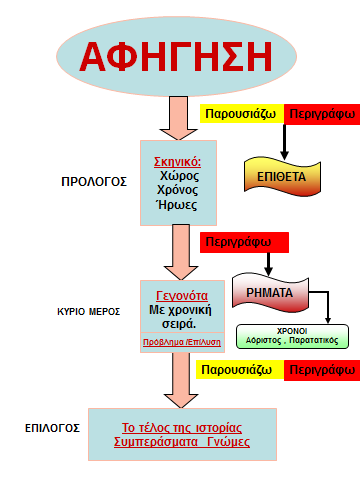 ΑΦΗΓΗΣΗ
Παρουσιάζω Περιγράφω
Σκηνικό:
Χώρος
Χρόνος
Ήρωες
ΠΡΟΛΟΓΟΣ
ΕΠΙΘΕΤΑ
Περιγράφω
Γεγονότα
Με χρονική
σειρά.
Πρόβλημα /Επίλυση
ΚΥΡΙΟ ΜΕΡΟΣ
ΡΗΜΑΤΑ
ΧΡΟΝΟΙ
Αόριστος , Παρατατικός
Παρουσιάζω Περιγράφω
ΕΠΙΛΟΓΟΣ
Το τέλος της ιστορίας
Συμπεράσματα Γνώμες